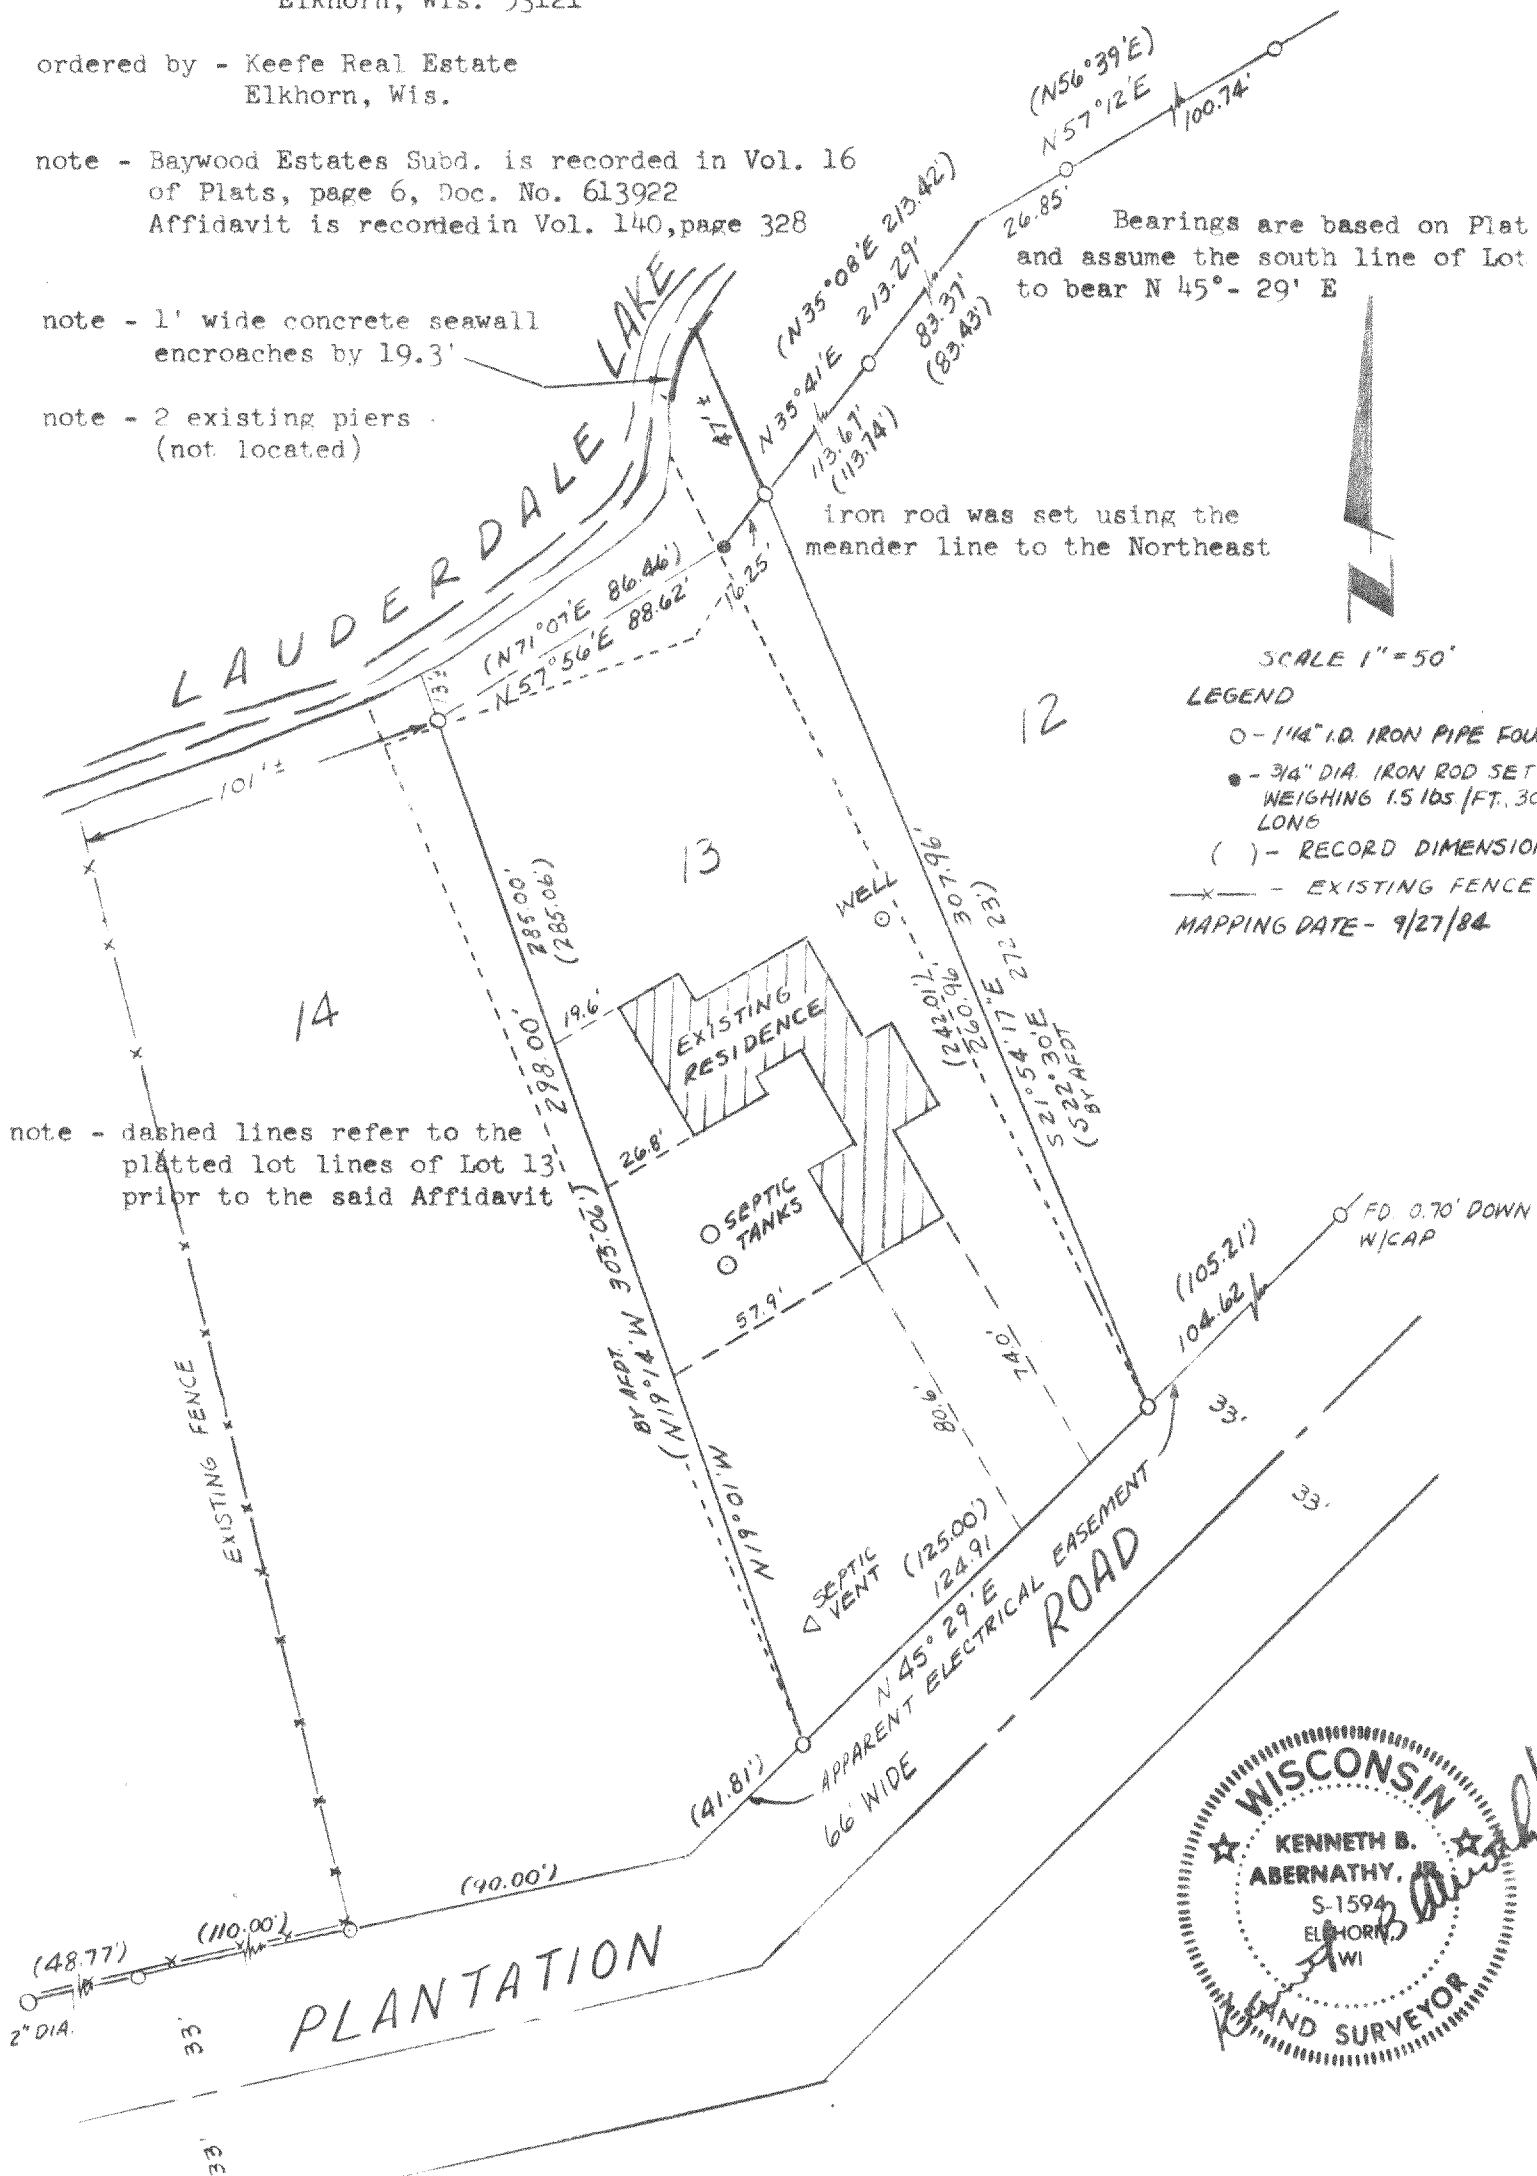 Elkhorn, Wis. 53121
ordered by - Keefe Real Estate
Elkhorn, Wis.
note - Baywood Estates Subd. is recorded in Vol. 16
of Plats, page 6, Doc. No. 613922
Affidavit is recorded in Vol. 140, page 328
note - 1' wide concrete seawall
encroaches by 19.3'
note - 2 existing piers
(not located)
LAUDERDALE LAKE
(N56°39'E)
N57°12'E
100.74'
26.85'
(N35°08'E 213.42')
N35°41'E 213.29'
83.37'
(83.43')
113.67'
(113.74')
47'±
Bearings are based on Plat
and assume the south line of Lot
to bear N 45°- 29' E
iron rod was set using the
meander line to the Northeast
16.25'
(N71°07'E 86.46')
N57°56'E 88.62'
13'±
101'±
SCALE 1"=50'
LEGEND
O - 1 1/4" I.D. IRON PIPE FOU
● - 3/4" DIA. IRON ROD SET
WEIGHING 1.5 lbs./FT., 30
LONG
( ) - RECORD DIMENSION
—x— - EXISTING FENCE
MAPPING DATE - 9/27/84
12
13
14
WELL
285.00'
(285.06')
298.00'
19.6'
EXISTING
RESIDENCE
307.96'
(242.01')
260.96
S21°54'17"E
(S22°30'E 272.23')
BY AFDT
note - dashed lines refer to the
platted lot lines of Lot 13
prior to the said Affidavit
26.8'
SEPTIC
TANKS
57.9'
BY AFDT.
(N19°14'W 303.06')
N19°01'W
80.6'
74.0'
FD. 0.70' DOWN
W/CAP
(105.21')
104.62
33'
33'
EXISTING FENCE
SEPTIC
VENT
(125.00')
124.91
N 45° 29' E
APPARENT ELECTRICAL EASEMENT
ROAD
66' WIDE
(41.81')
(90.00')
(110.00')
(48.77')
2" DIA.
PLANTATION
33'
33'
WISCONSIN
KENNETH B.
ABERNATHY, JR.
S-1594
ELKHORN,
WI
LAND SURVEYOR